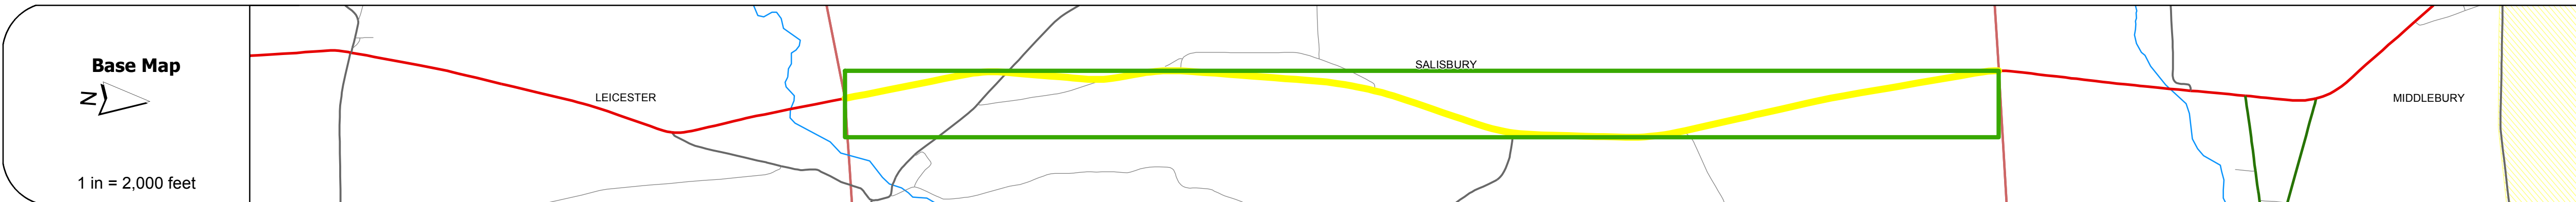 Base Map
N
1 in = 2,000 feet
LEICESTER
SALISBURY
MIDDLEBURY